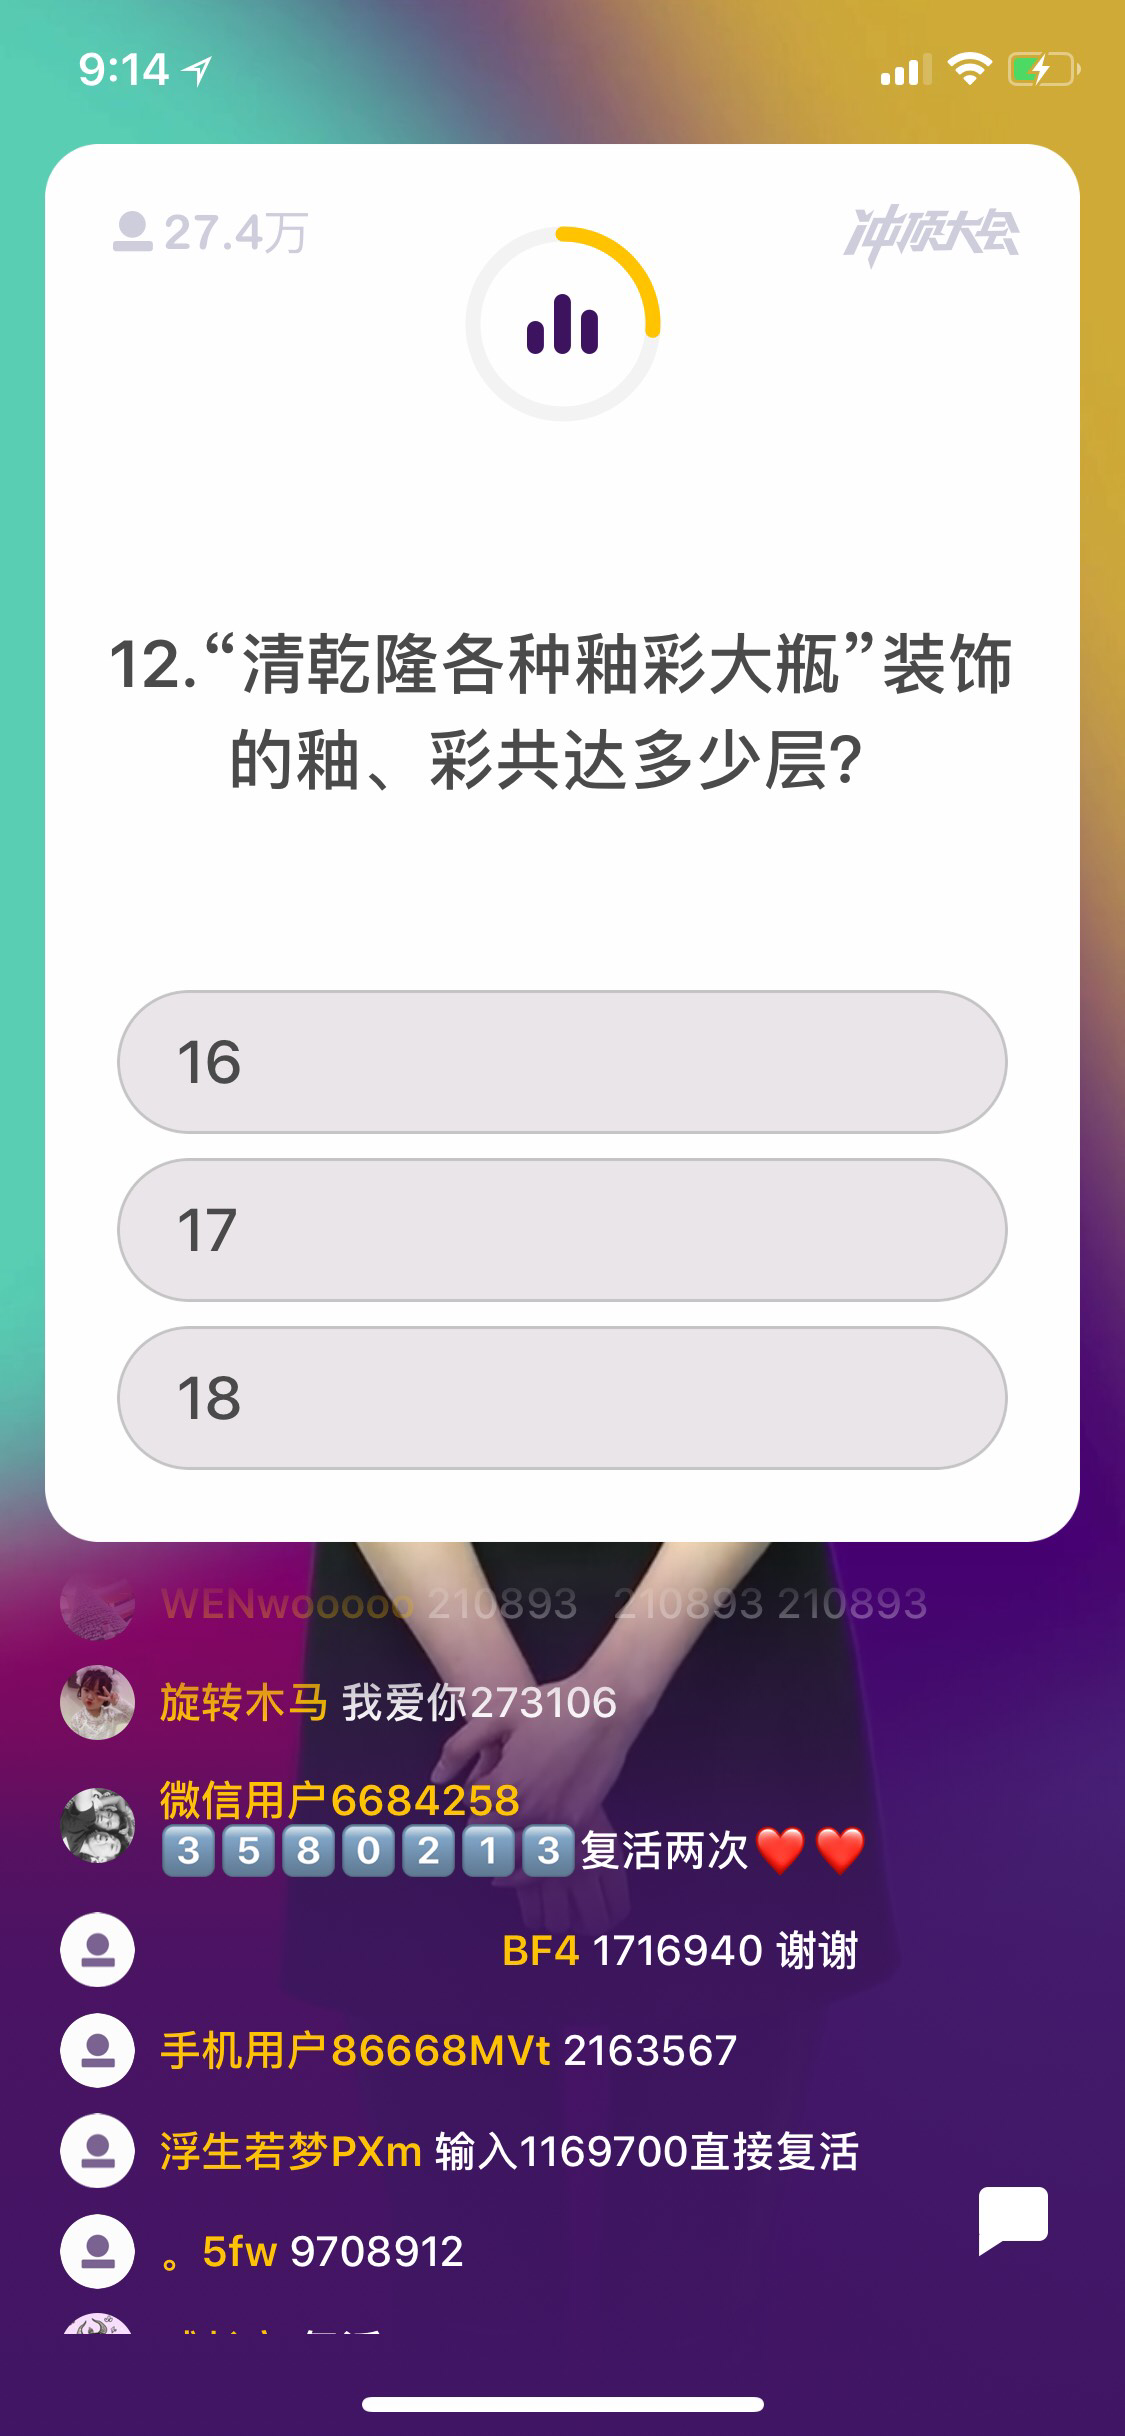 9:14
27.4万
冲顶大会
12.“清乾隆各种釉彩大瓶”装饰
的釉、彩共达多少层?
16
17
18
WENwooooo 210893 210893 210893
旋转木马 我爱你273106
微信用户6684258
3580213复活两次❤️❤️
BF4 1716940 谢谢
手机用户86668MVt 2163567
浮生若梦PXm 输入1169700直接复活
。5fw 9708912